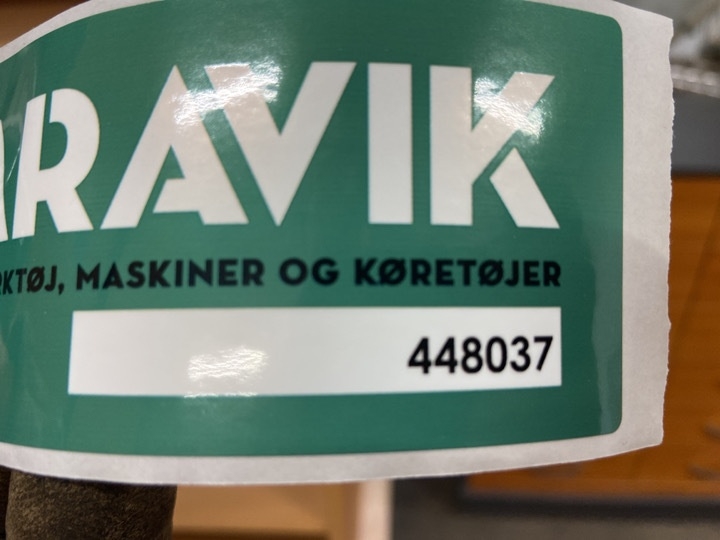 ARAVIK
RKTØJ, MASKINER OG KØRETØJER
448037